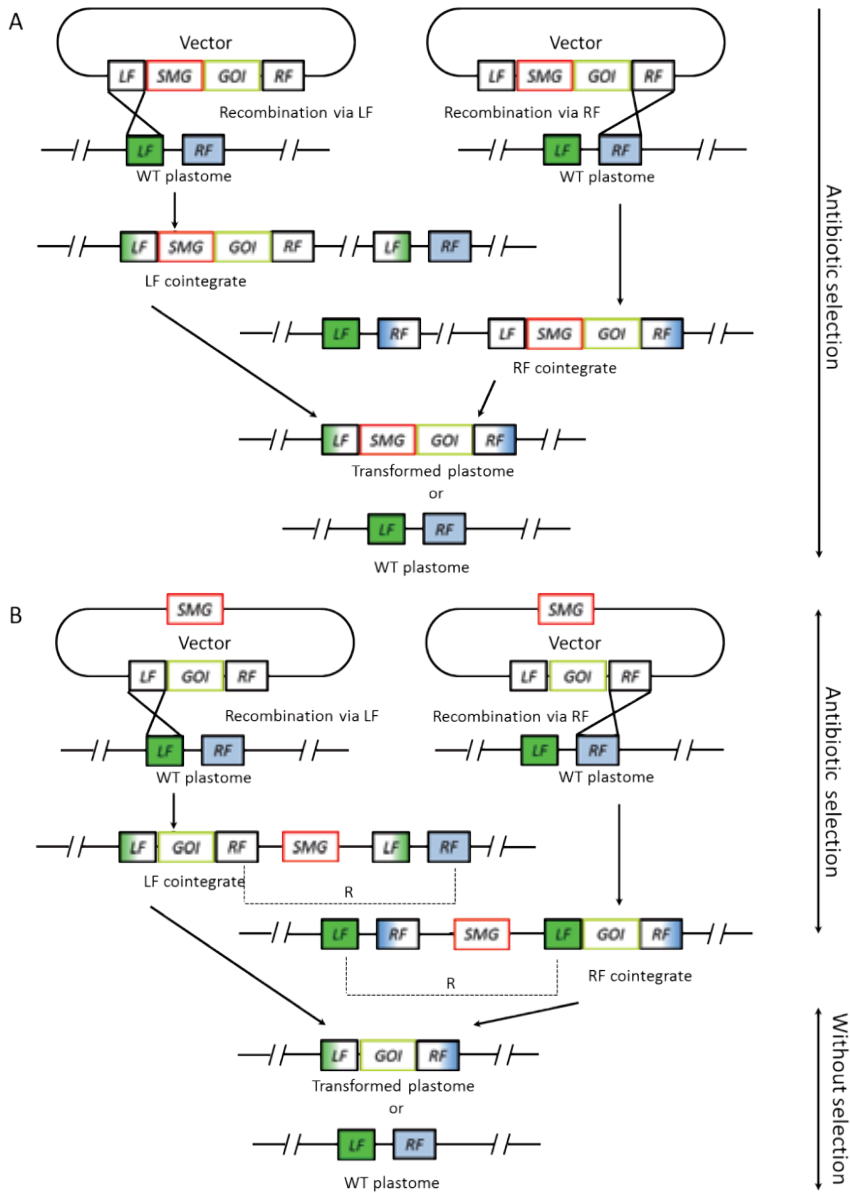 A
Vector Vector
LF SMG GOI RF LF SMG GOI RF
Recombination via LF Recombination via RF
LF RF LF RF
WT plastome WT plastome
LF SMG GOI RF LF RF
LF cointegrate
LF RF LF SMG GOI RF
RF cointegrate
LF SMG GOI RF
Transformed plastome
or
LF RF
WT plastome
Antibiotic selection
B
SMG SMG
Vector Vector
LF GOI RF LF GOI RF
Recombination via LF Recombination via RF
LF RF LF RF
WT plastome WT plastome
LF GOI RF SMG LF RF
LF cointegrate
R
LF RF SMG LF GOI RF
R RF cointegrate
LF GOI RF
Transformed plastome
or
LF RF
WT plastome
Antibiotic selection
Without selection